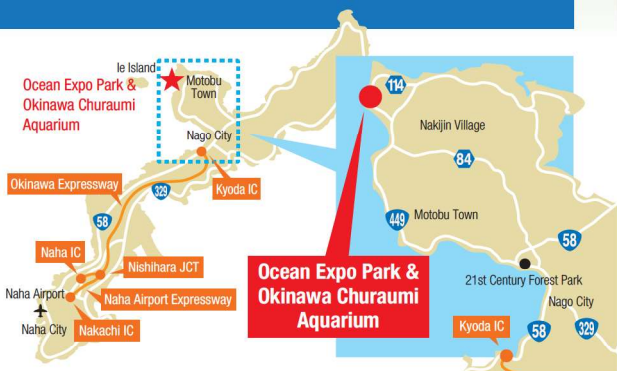 Ie Island
Ocean Expo Park &
Okinawa Churaumi
Aquarium
Motobu
Town
Nago City
Okinawa Expressway
329
Kyoda IC
58
Naha IC
Nishihara JCT
Naha Airport
Naha Airport Expressway
Naha City
Nakachi IC
114
Nakijin Village
84
449
Motobu Town
58
Ocean Expo Park &
Okinawa Churaumi
Aquarium
21st Century Forest Park
Nago City
Kyoda IC
58
329